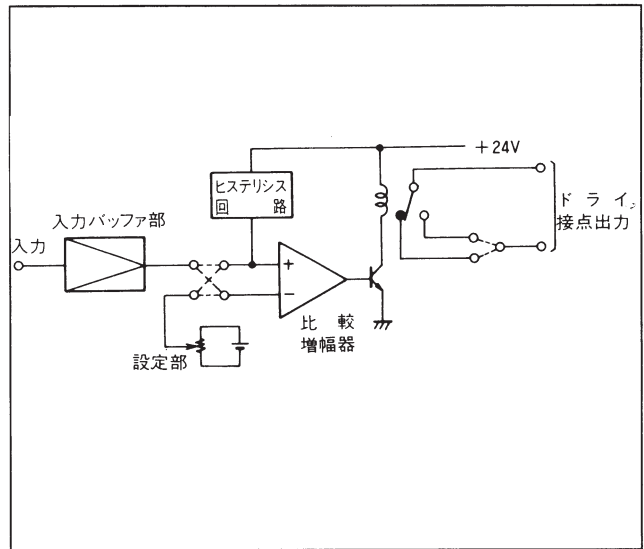 +24V
ヒステリシス
回路
入力バッファ部
入力
+
−
比較
増幅器
設定部
ドライ
接点出力